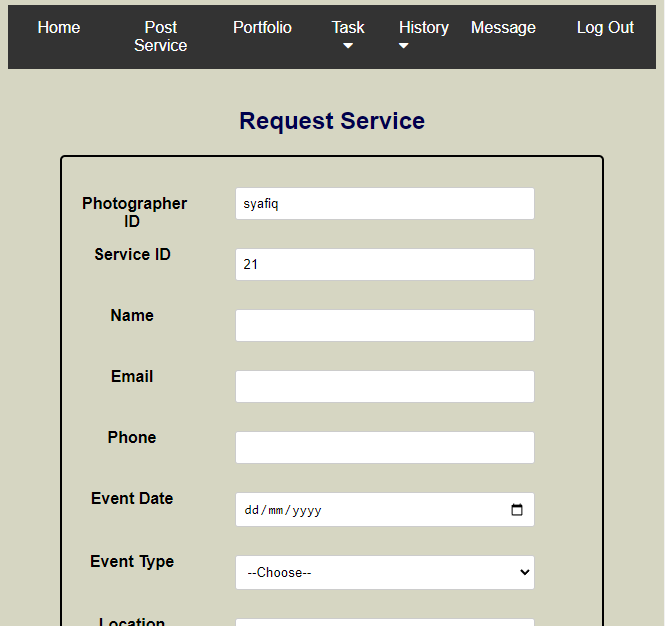 Home Post Service Portfolio Task History Message Log Out
Request Service
Photographer ID syafiq
Service ID 21
Name
Email
Phone
Event Date dd/mm/yyyy
Event Type --Choose--
Location